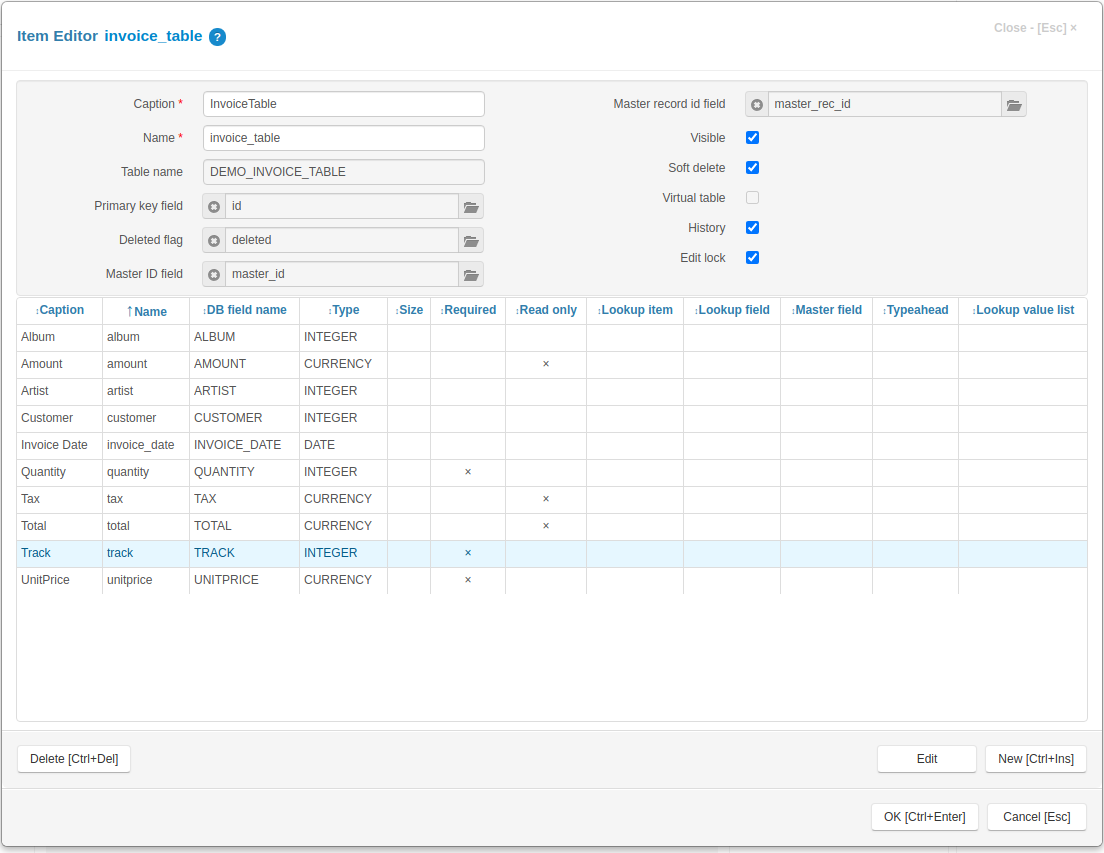 Item Editor invoice_table ?
Close - [Esc] ×
Caption * InvoiceTable
Name * invoice_table
Table name DEMO_INVOICE_TABLE
Primary key field id
Deleted flag deleted
Master ID field master_id
Master record id field master_rec_id
Visible
Soft delete
Virtual table
History
Edit lock
↕Caption ↑Name ↕DB field name ↕Type ↕Size ↕Required ↕Read only ↕Lookup item ↕Lookup field ↕Master field ↕Typeahead ↕Lookup value list
Album album ALBUM INTEGER
Amount amount AMOUNT CURRENCY ×
Artist artist ARTIST INTEGER
Customer customer CUSTOMER INTEGER
Invoice Date invoice_date INVOICE_DATE DATE
Quantity quantity QUANTITY INTEGER ×
Tax tax TAX CURRENCY ×
Total total TOTAL CURRENCY ×
Track track TRACK INTEGER ×
UnitPrice unitprice UNITPRICE CURRENCY ×
Delete [Ctrl+Del] Edit New [Ctrl+Ins]
OK [Ctrl+Enter] Cancel [Esc]